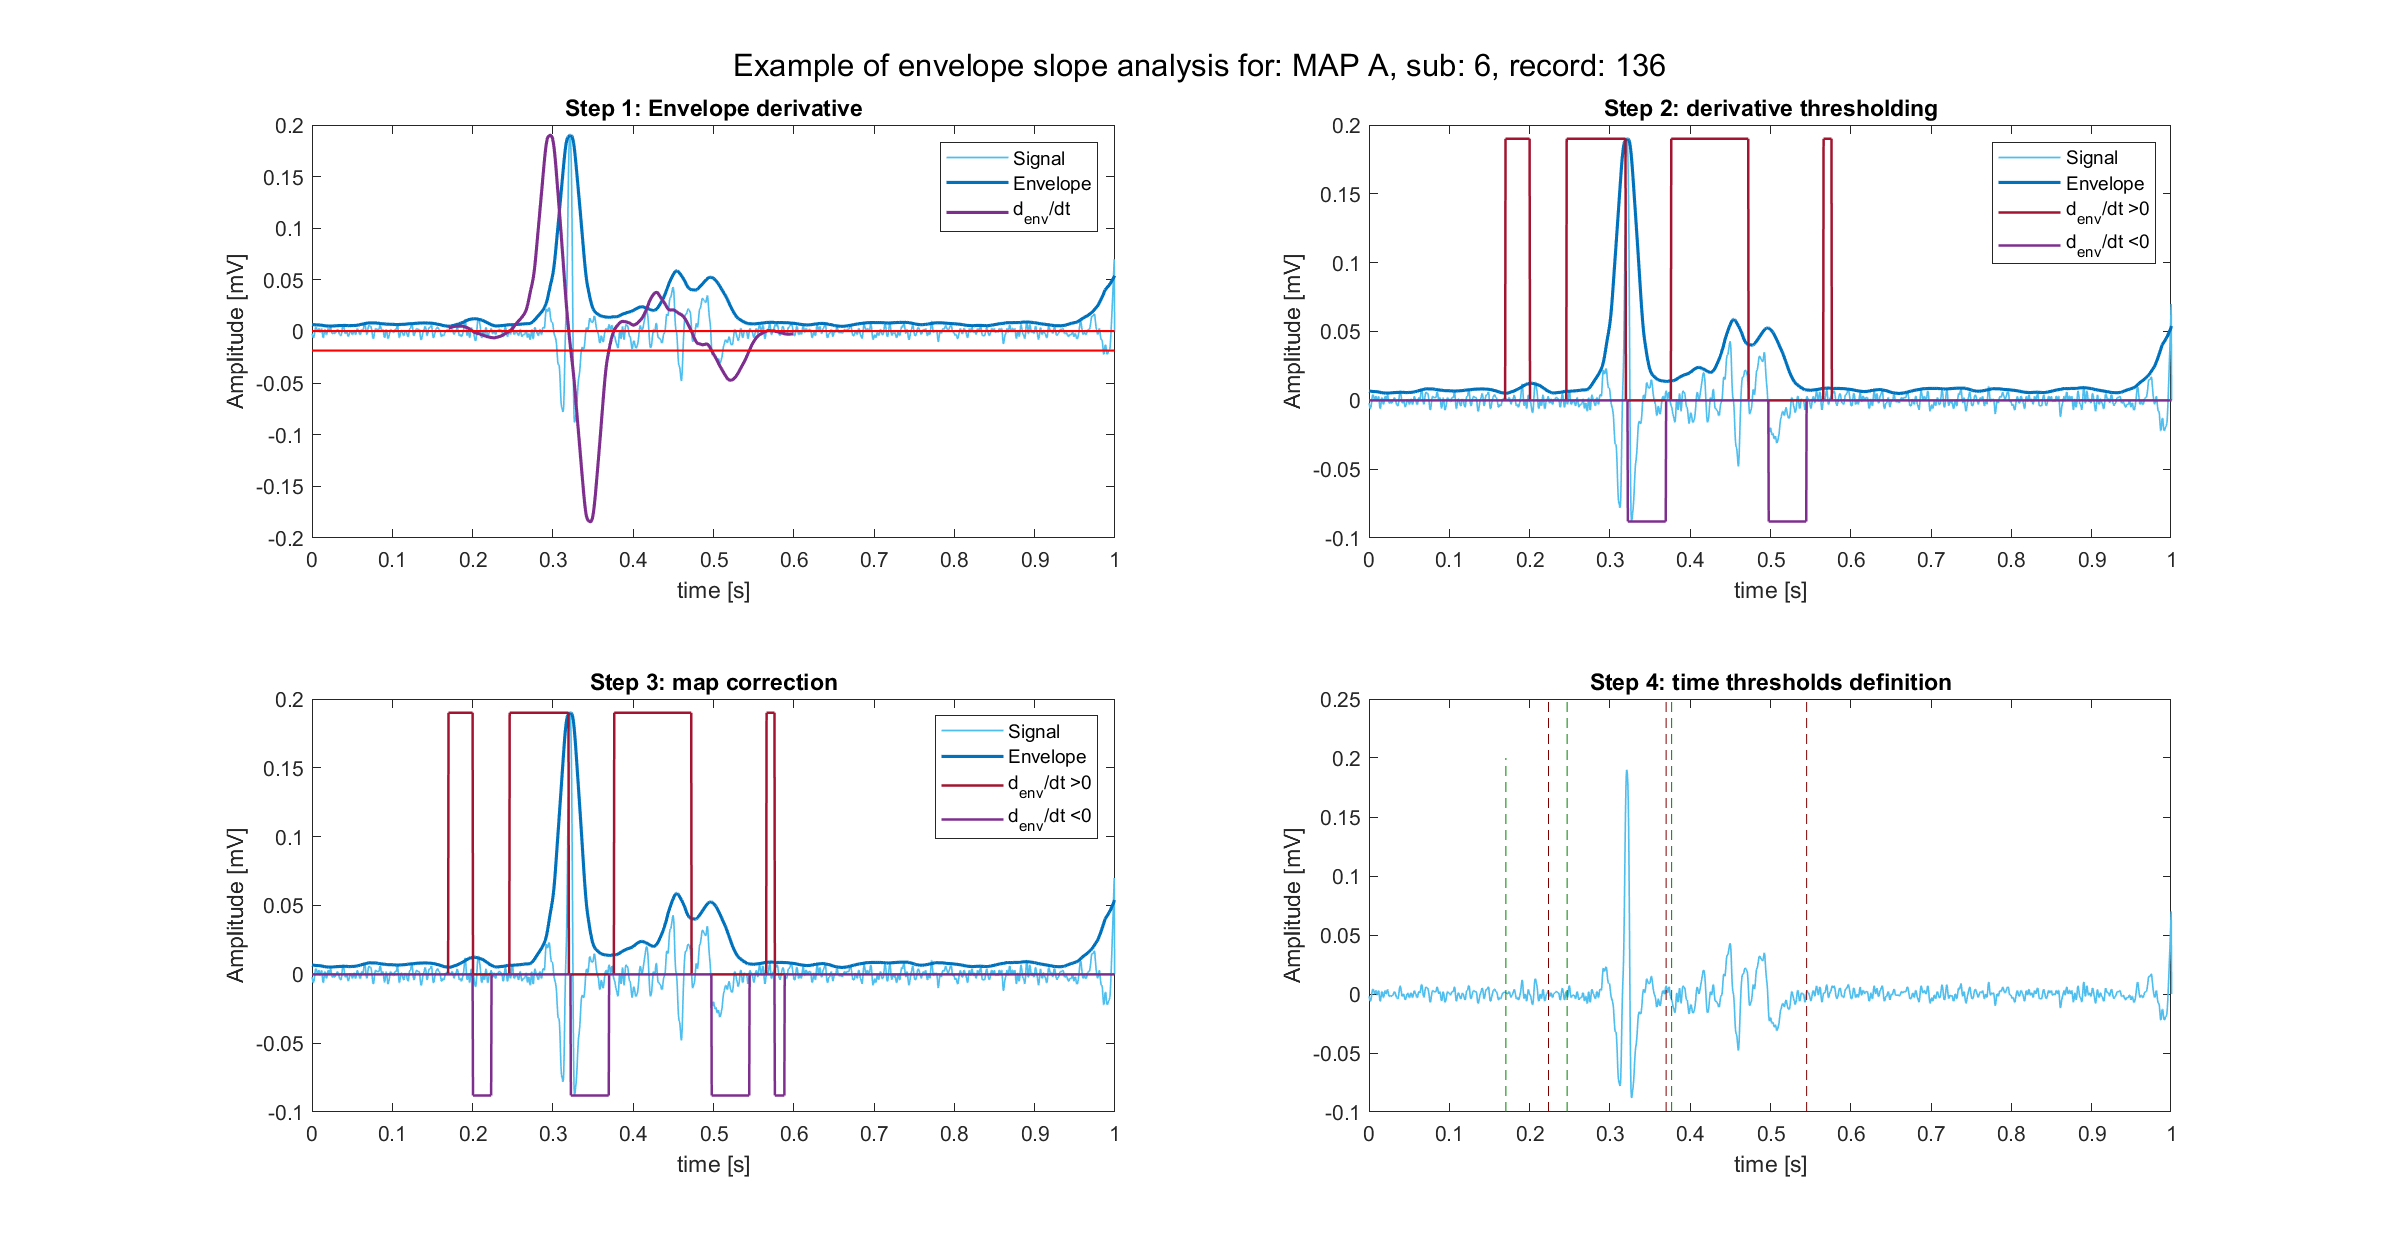 Example of envelope slope analysis for: MAP A, sub: 6, record: 136
Step 1: Envelope derivative
0.2
0.15
0.1
0.05
0
-0.05
-0.1
-0.15
-0.2
Amplitude [mV]
0 0.1 0.2 0.3 0.4 0.5 0.6 0.7 0.8 0.9 1
time [s]
Signal
Envelope
d_env/dt
Step 2: derivative thresholding
0.2
0.15
0.1
0.05
0
-0.05
-0.1
Amplitude [mV]
0 0.1 0.2 0.3 0.4 0.5 0.6 0.7 0.8 0.9 1
time [s]
Signal
Envelope
d_env/dt >0
d_env/dt <0
Step 3: map correction
0.2
0.15
0.1
0.05
0
-0.05
-0.1
Amplitude [mV]
0 0.1 0.2 0.3 0.4 0.5 0.6 0.7 0.8 0.9 1
time [s]
Signal
Envelope
d_env/dt >0
d_env/dt <0
Step 4: time thresholds definition
0.25
0.2
0.15
0.1
0.05
0
-0.05
-0.1
Amplitude [mV]
0 0.1 0.2 0.3 0.4 0.5 0.6 0.7 0.8 0.9 1
time [s]